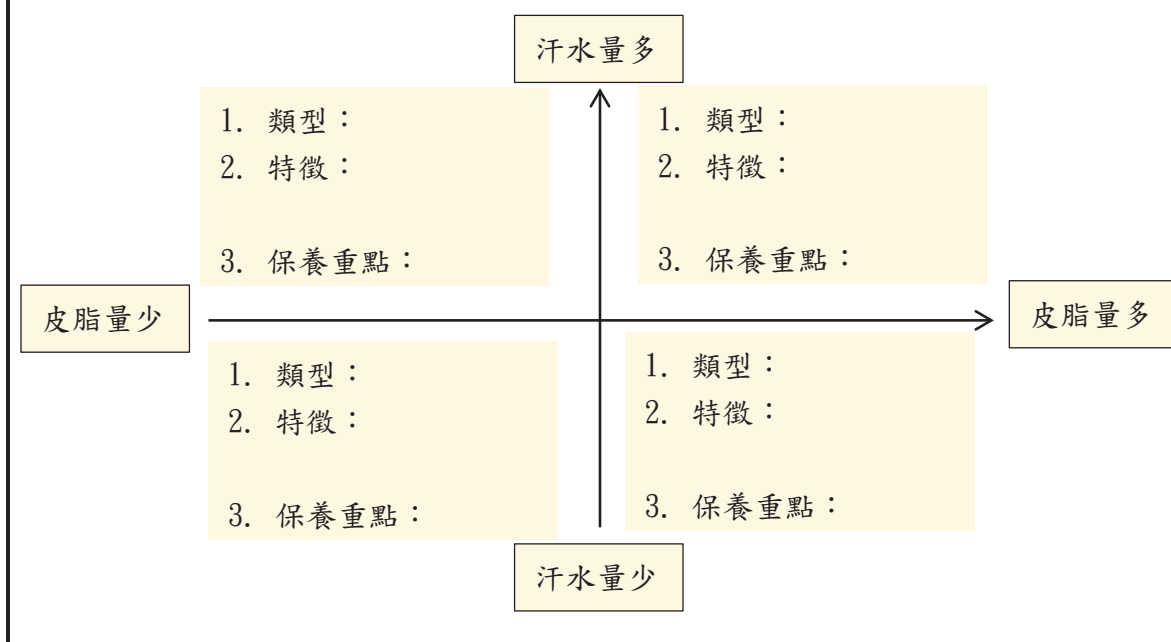 汗水量多
1. 類型：
2. 特徵：
3. 保養重點：
1. 類型：
2. 特徵：
3. 保養重點：
皮脂量少
皮脂量多
1. 類型：
2. 特徵：
3. 保養重點：
1. 類型：
2. 特徵：
3. 保養重點：
汗水量少